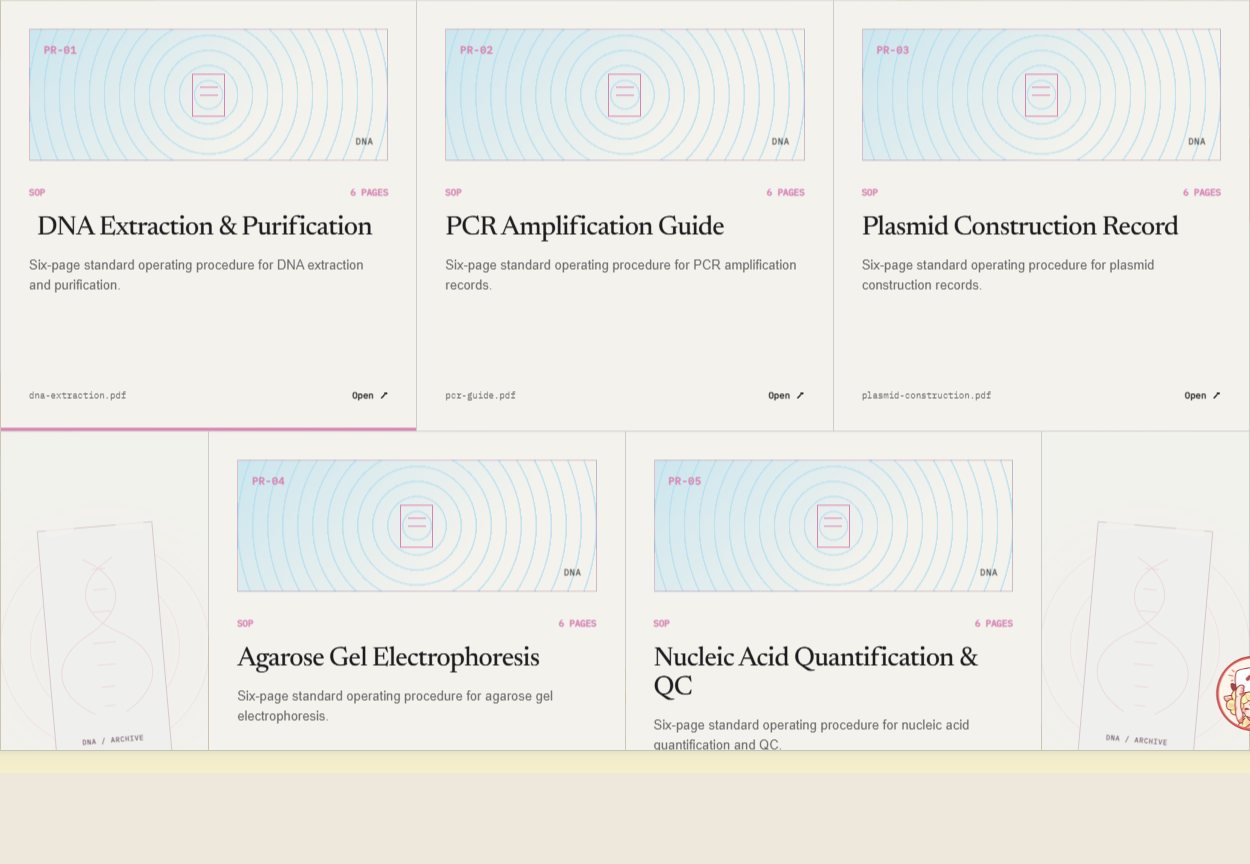 PR-01
DNA
SOP
6 PAGES
DNA Extraction & Purification
Six-page standard operating procedure for DNA extraction
and purification.
dna-extraction.pdf
Open ↗
PR-02
DNA
SOP
6 PAGES
PCR Amplification Guide
Six-page standard operating procedure for PCR amplification
records.
pcr-guide.pdf
Open ↗
PR-03
DNA
SOP
6 PAGES
Plasmid Construction Record
Six-page standard operating procedure for plasmid
construction records.
plasmid-construction.pdf
Open ↗
DNA / ARCHIVE
PR-04
DNA
SOP
6 PAGES
Agarose Gel Electrophoresis
Six-page standard operating procedure for agarose gel
electrophoresis.
PR-05
DNA
SOP
6 PAGES
Nucleic Acid Quantification &
QC
Six-page standard operating procedure for nucleic acid
quantification and QC.
DNA / ARCHIVE